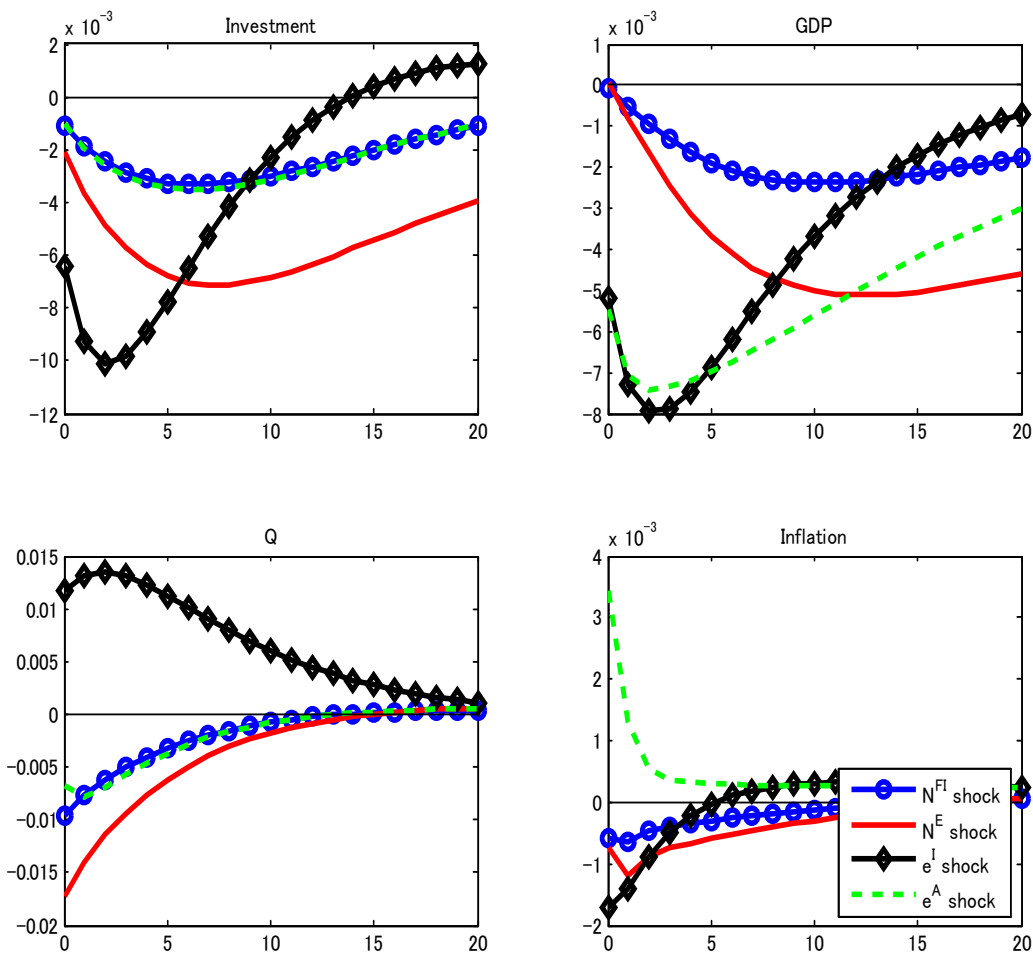 x 10^-3 Investment
2
0
−2
−4
−6
−8
−10
−12
0 5 10 15 20
x 10^-3 GDP
1
0
−1
−2
−3
−4
−5
−6
−7
−8
0 5 10 15 20
Q
0.015
0.01
0.005
0
−0.005
−0.01
−0.015
−0.02
0 5 10 15 20
x 10^-3 Inflation
4
3
2
1
0
−1
−2
0 5 10 15 20
N^FI shock
N^E shock
e^I shock
e^A shock